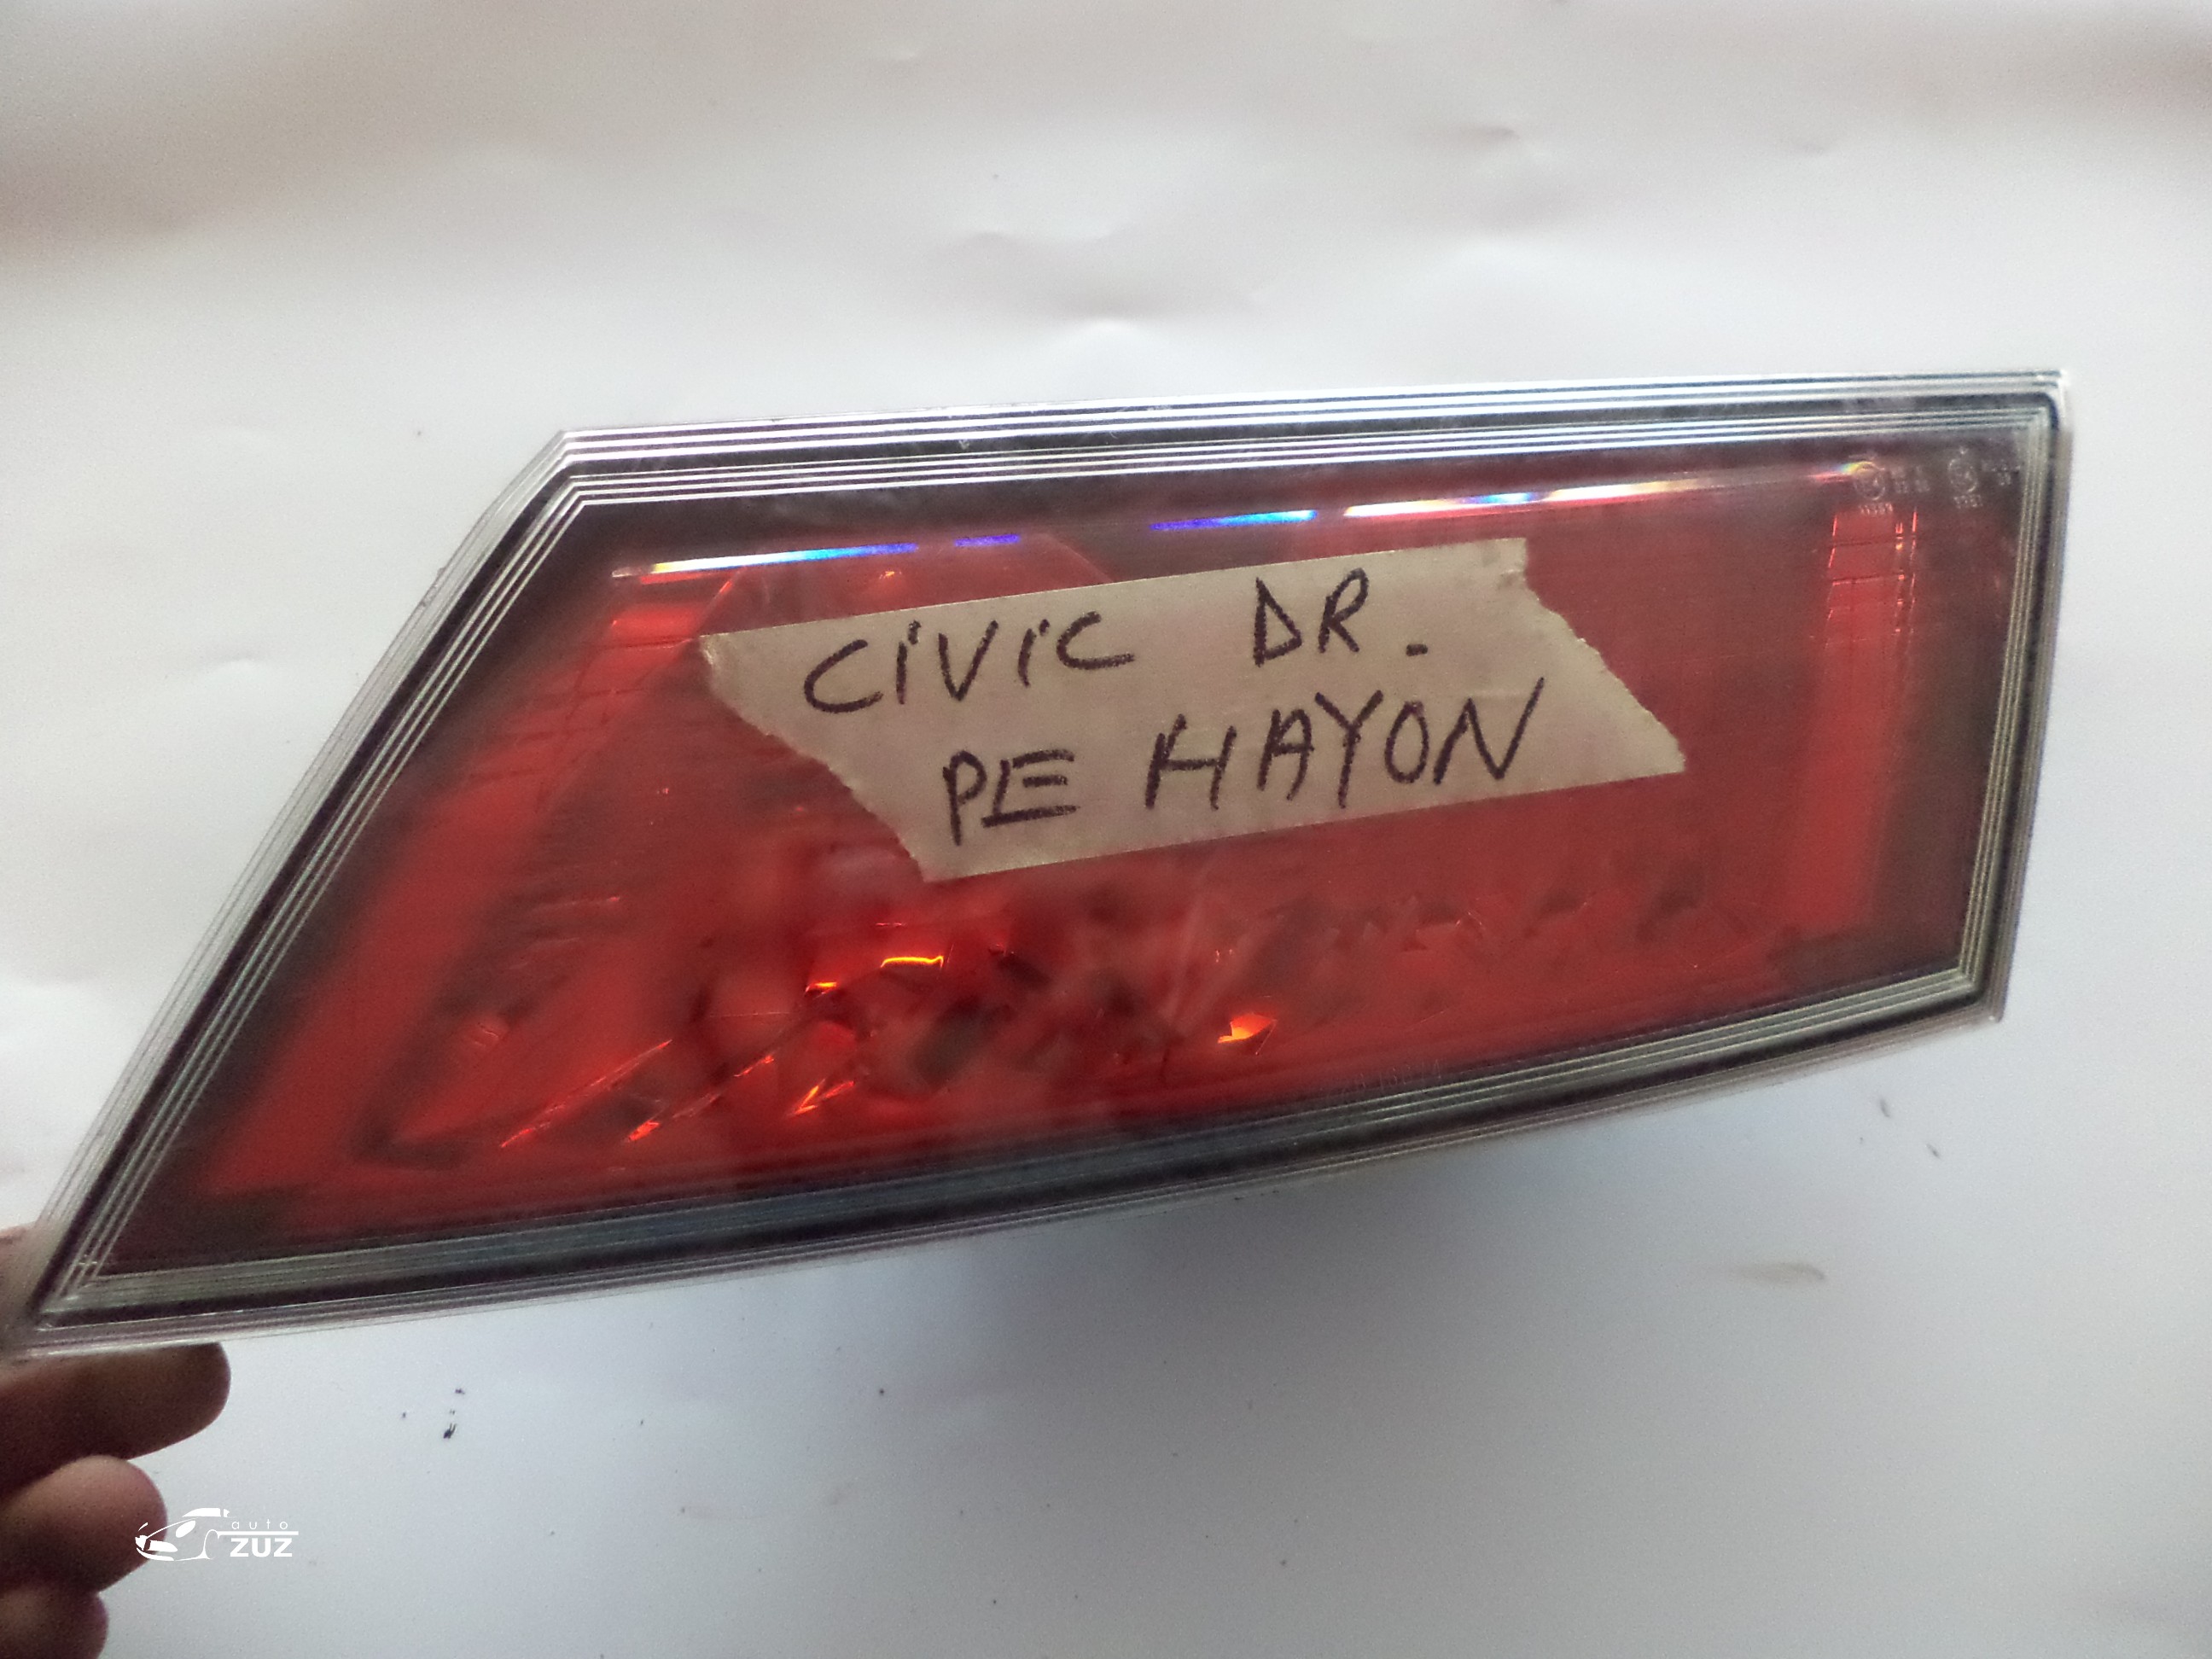 CIVIC DR.
PE HAYON
auto
ZUZ